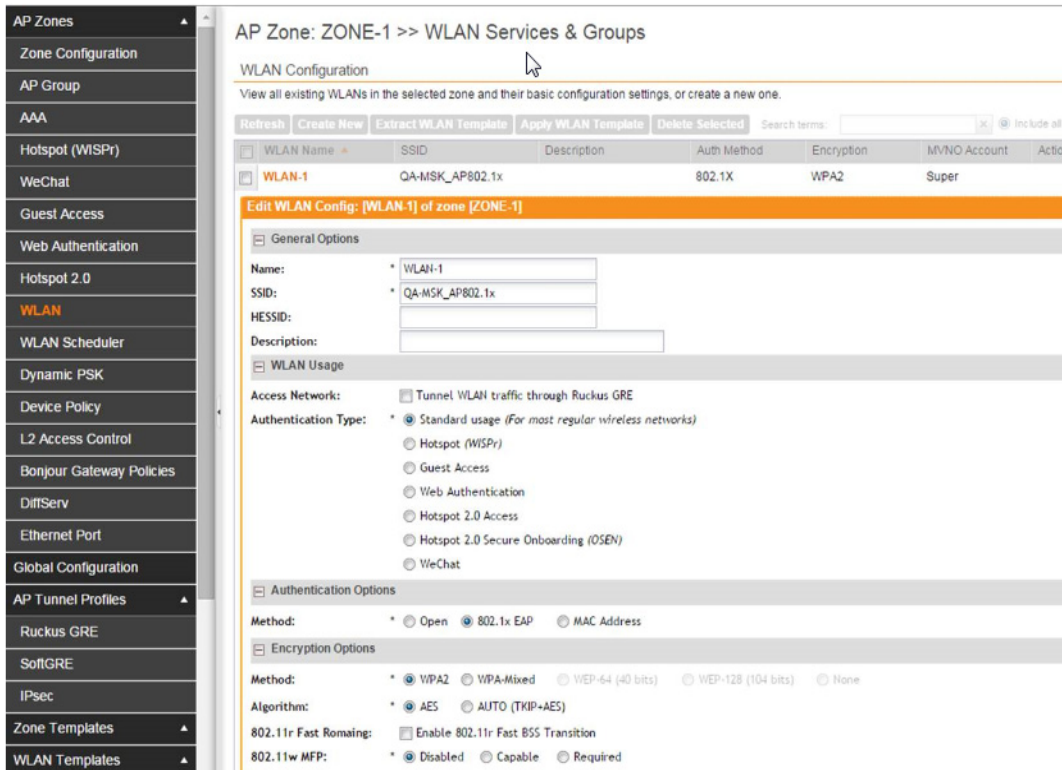 AP Zones
Zone Configuration
AP Group
AAA
Hotspot (WISPr)
WeChat
Guest Access
Web Authentication
Hotspot 2.0
WLAN
WLAN Scheduler
Dynamic PSK
Device Policy
L2 Access Control
Bonjour Gateway Policies
DiffServ
Ethernet Port
Global Configuration
AP Tunnel Profiles
Ruckus GRE
SoftGRE
IPsec
Zone Templates
WLAN Templates
AP Zone: ZONE-1 >> WLAN Services & Groups
WLAN Configuration
View all existing WLANs in the selected zone and their basic configuration settings, or create a new one.
Refresh Create New Extract WLAN Template Apply WLAN Template Delete Selected Search terms: x Include all
WLAN Name SSID Description Auth Method Encryption MVNO Account Actio
WLAN-1 QA-MSK_AP802.1x 802.1X WPA2 Super
Edit WLAN Config: [WLAN-1] of zone [ZONE-1]
General Options
Name: * WLAN-1
SSID: * QA-MSK_AP802.1x
HESSID:
Description:
WLAN Usage
Access Network: Tunnel WLAN traffic through Ruckus GRE
Authentication Type: * Standard usage (For most regular wireless networks)
Hotspot (WISPr)
Guest Access
Web Authentication
Hotspot 2.0 Access
Hotspot 2.0 Secure Onboarding (OSEN)
WeChat
Authentication Options
Method: * Open 802.1x EAP MAC Address
Encryption Options
Method: * WPA2 WPA-Mixed WEP-64 (40 bits) WEP-128 (104 bits) None
Algorithm: * AES AUTO (TKIP+AES)
802.11r Fast Romaing: Enable 802.11r Fast BSS Transition
802.11w MFP: * Disabled Capable Required